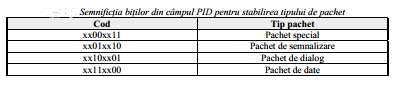 Semnificția biților din câmpul PID pentru stabilirea tipului de pachet
Cod Tip pachet
xx00xx11 Pachet special
xx01xx10 Pachet de semnalizare
xx10xx01 Pachet de dialog
xx11xx00 Pachet de date